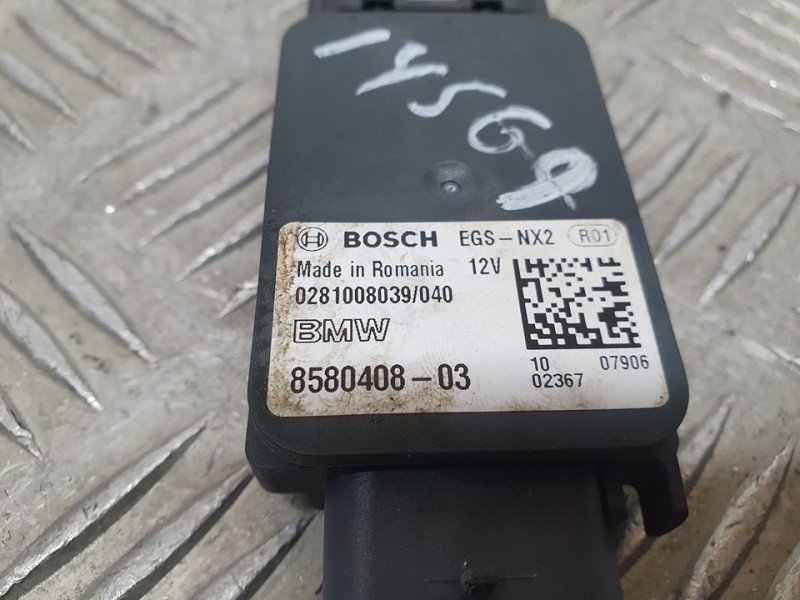 14569
BOSCH EGS-NX2 R01
Made in Romania 12V
0281008039/040
BMW
8580408-03
10 07906
02367